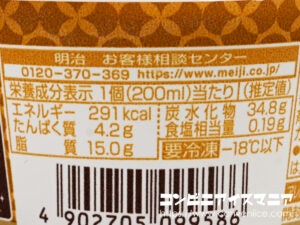 明治 お客様相談センター
0120-370-369 https://www.meiji.co.jp/
栄養成分表示 1個(200ml)当たり(推定値)
エネルギー 291kcal 炭水化物 34.8g
たんぱく質 4.2g 食塩相当量 0.19g
脂質 15.0g 要冷凍 -18℃以下
コンビニアイスマニア
4 902705 099586